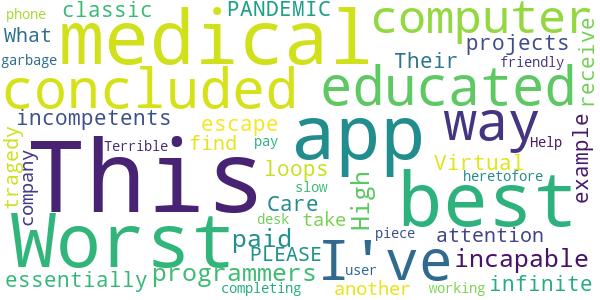 phone classic PANDEMIC
What medical computer receive
garbage Their projects
concluded educated friendly
incompetents escape app way example
tragedy This Terrible find Help
company loops Virtual
pay heretofore
slow best
Worst Care High
desk take piece attention
paid I've incapable
PLEASE user
essentially programmers infinite
completing another working